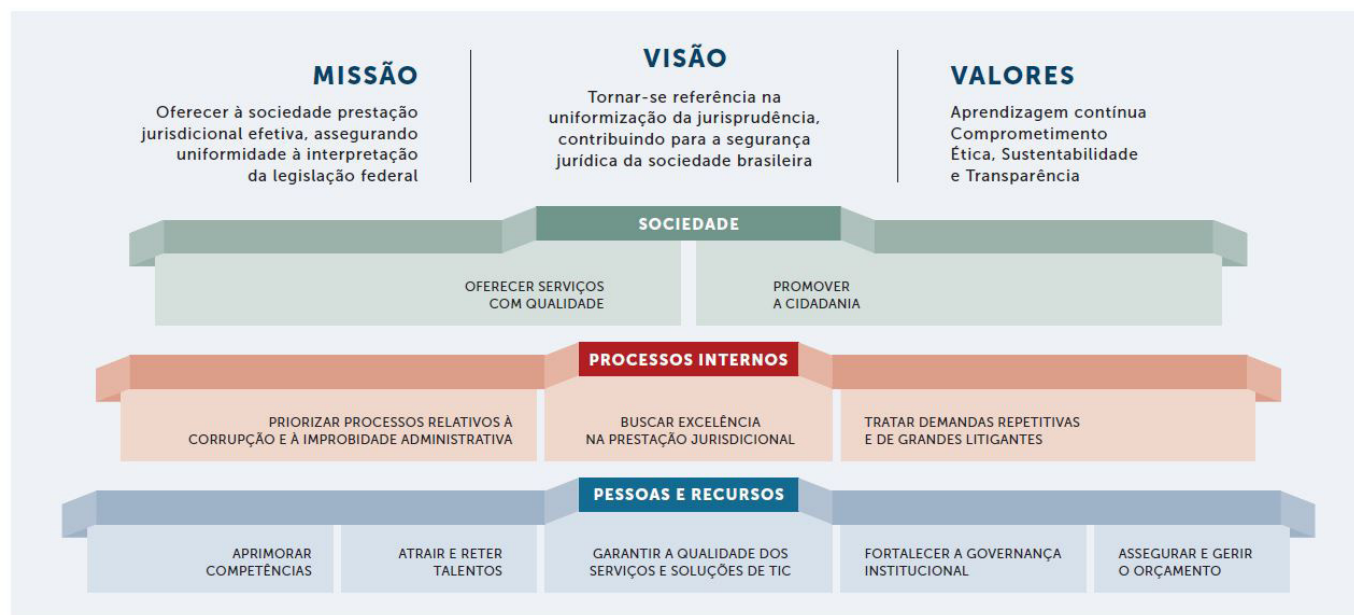 MISSÃO
Oferecer à sociedade prestação
jurisdicional efetiva, assegurando
uniformidade à interpretação
da legislação federal
VISÃO
Tornar-se referência na
uniformização da jurisprudência,
contribuindo para a segurança
jurídica da sociedade brasileira
VALORES
Aprendizagem contínua
Comprometimento
Ética, Sustentabilidade
e Transparência
SOCIEDADE
OFERECER SERVIÇOS
COM QUALIDADE
PROMOVER
A CIDADANIA
PROCESSOS INTERNOS
PRIORIZAR PROCESSOS RELATIVOS À
CORRUPÇÃO E À IMPROBIDADE ADMINISTRATIVA
BUSCAR EXCELÊNCIA
NA PRESTAÇÃO JURISDICIONAL
TRATAR DEMANDAS REPETITIVAS
E DE GRANDES LITIGANTES
PESSOAS E RECURSOS
APRIMORAR
COMPETÊNCIAS
ATRAIR E RETER
TALENTOS
GARANTIR A QUALIDADE DOS
SERVIÇOS E SOLUÇÕES DE TIC
FORTALECER A GOVERNANÇA
INSTITUCIONAL
ASSEGURAR E GERIR
O ORÇAMENTO